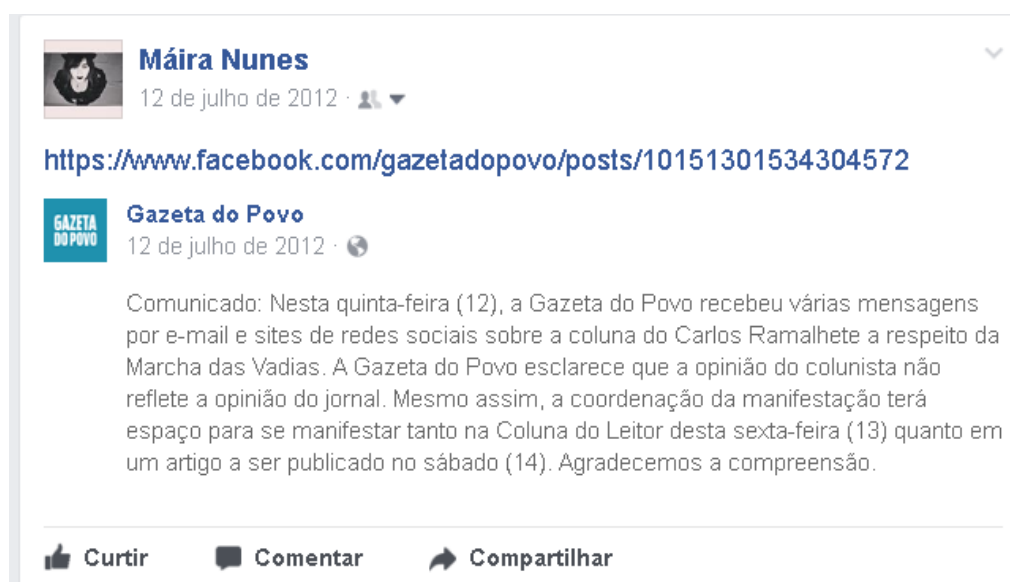 Máira Nunes
12 de julho de 2012 ·
https://www.facebook.com/gazetadopovo/posts/10151301534304572
GAZETA
DO POVO
Gazeta do Povo
12 de julho de 2012 ·
Comunicado: Nesta quinta-feira (12), a Gazeta do Povo recebeu várias mensagens
por e-mail e sites de redes sociais sobre a coluna do Carlos Ramalhete a respeito da
Marcha das Vadias. A Gazeta do Povo esclarece que a opinião do colunista não
reflete a opinião do jornal. Mesmo assim, a coordenação da manifestação terá
espaço para se manifestar tanto na Coluna do Leitor desta sexta-feira (13) quanto em
um artigo a ser publicado no sábado (14). Agradecemos a compreensão.
Curtir Comentar Compartilhar